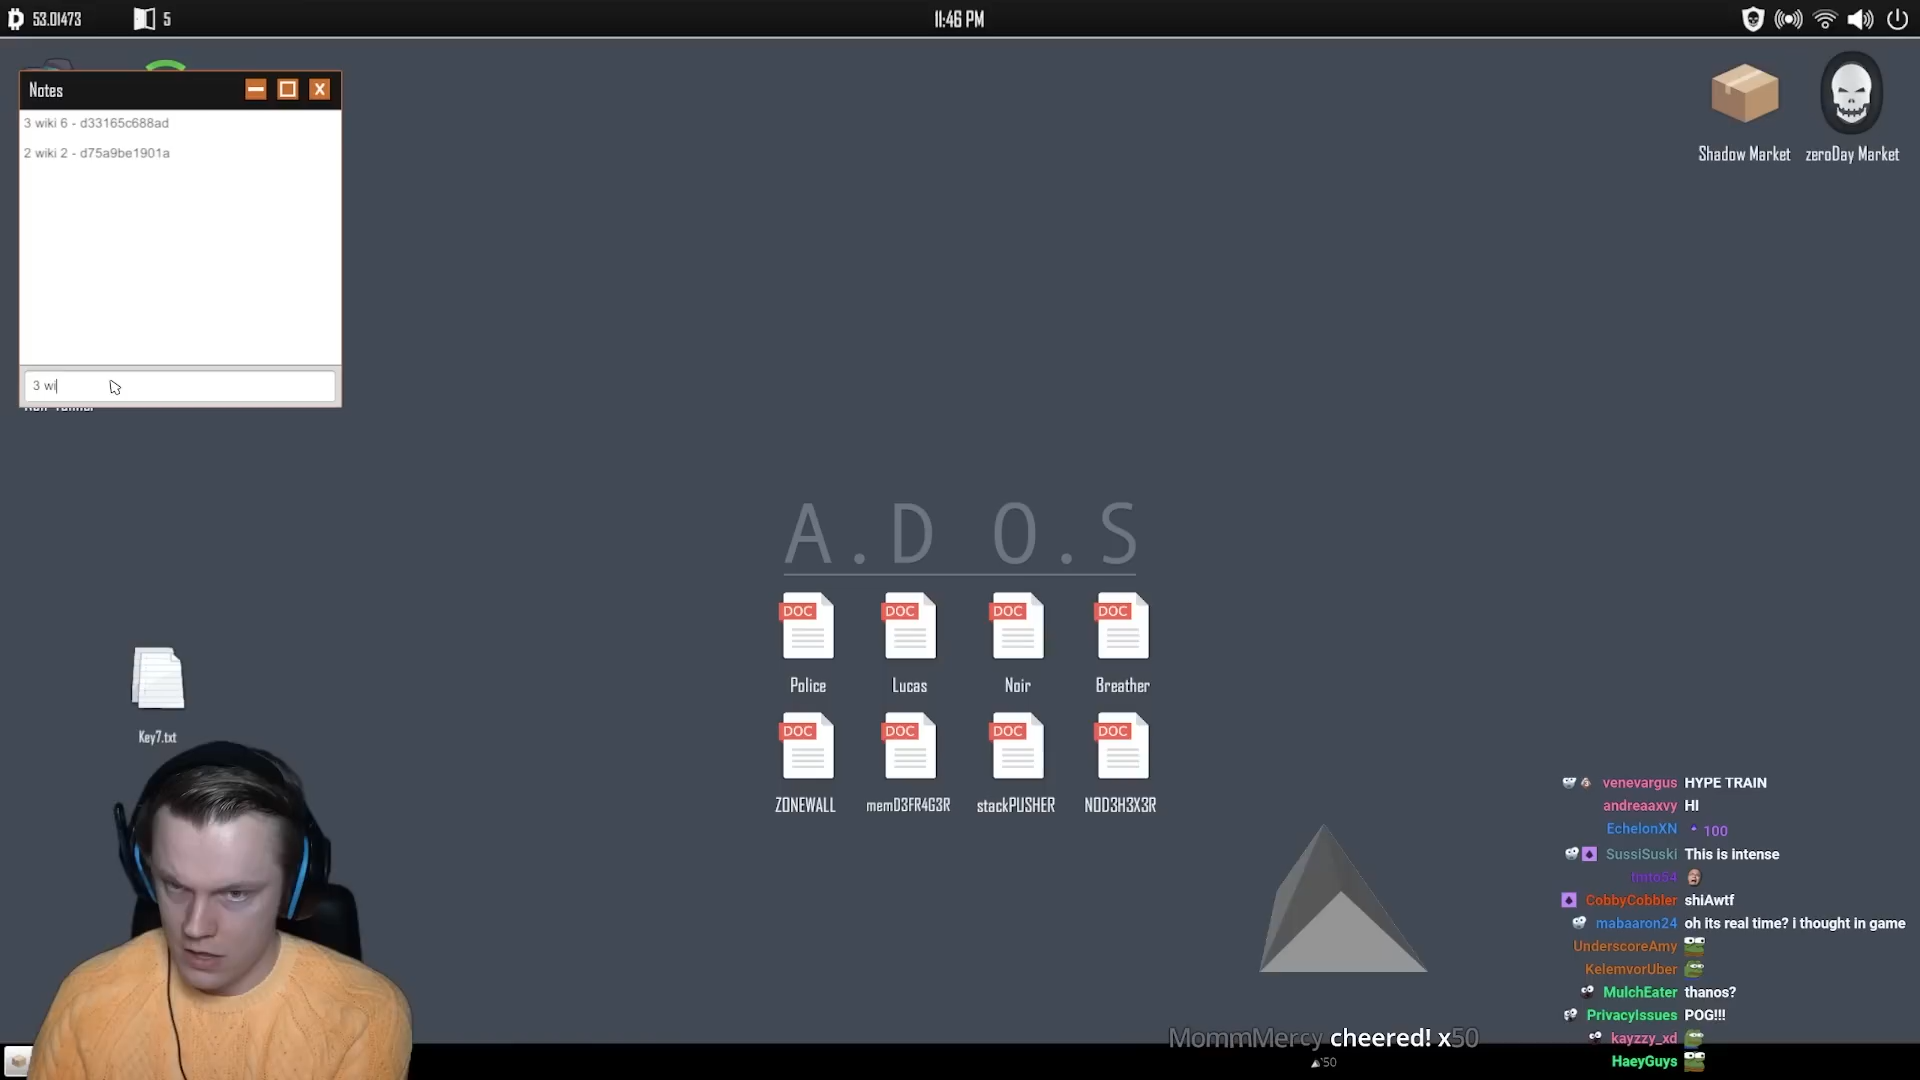 53.01473
5
11:46 PM
Notes
3 wiki 6 - d33165c688ad
2 wiki 2 - d75a9be1901a
3 wi
Shadow Market
zeroDay Market
A.D O.S
DOC
DOC
DOC
DOC
Police
Lucas
Noir
Breather
DOC
DOC
DOC
DOC
ZONEWALL
memD3FR4G3R
stackPUSHER
NOD3H3X3R
Key7.txt
venevargus HYPE TRAIN
andreaaxvy HI
EchelonXN 100
SussiSuski This is intense
CobbyCobbler shiAwtf
mabaaron24 oh its real time? i thought in game
UnderscoreAmy
KelemvorUber
MulchEater thanos?
PrivacyIssues POG!!!
kayzzy_xd
HaeyGuys
MommMercy cheered! x50
50